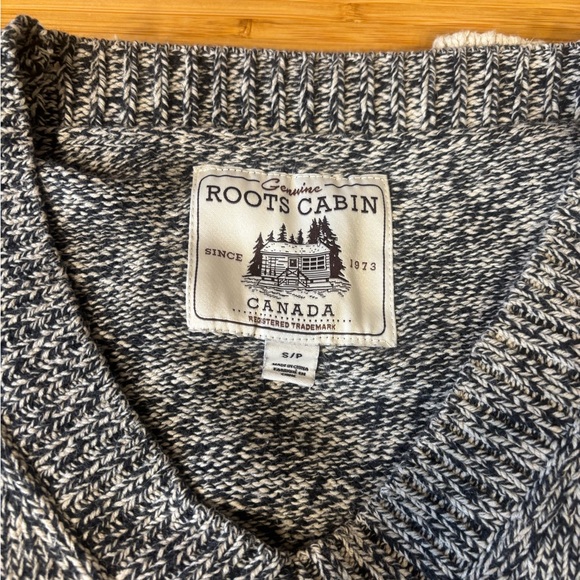 Genuine
ROOTS CABIN
SINCE 1973
CANADA
REGISTERED TRADEMARK
S/P